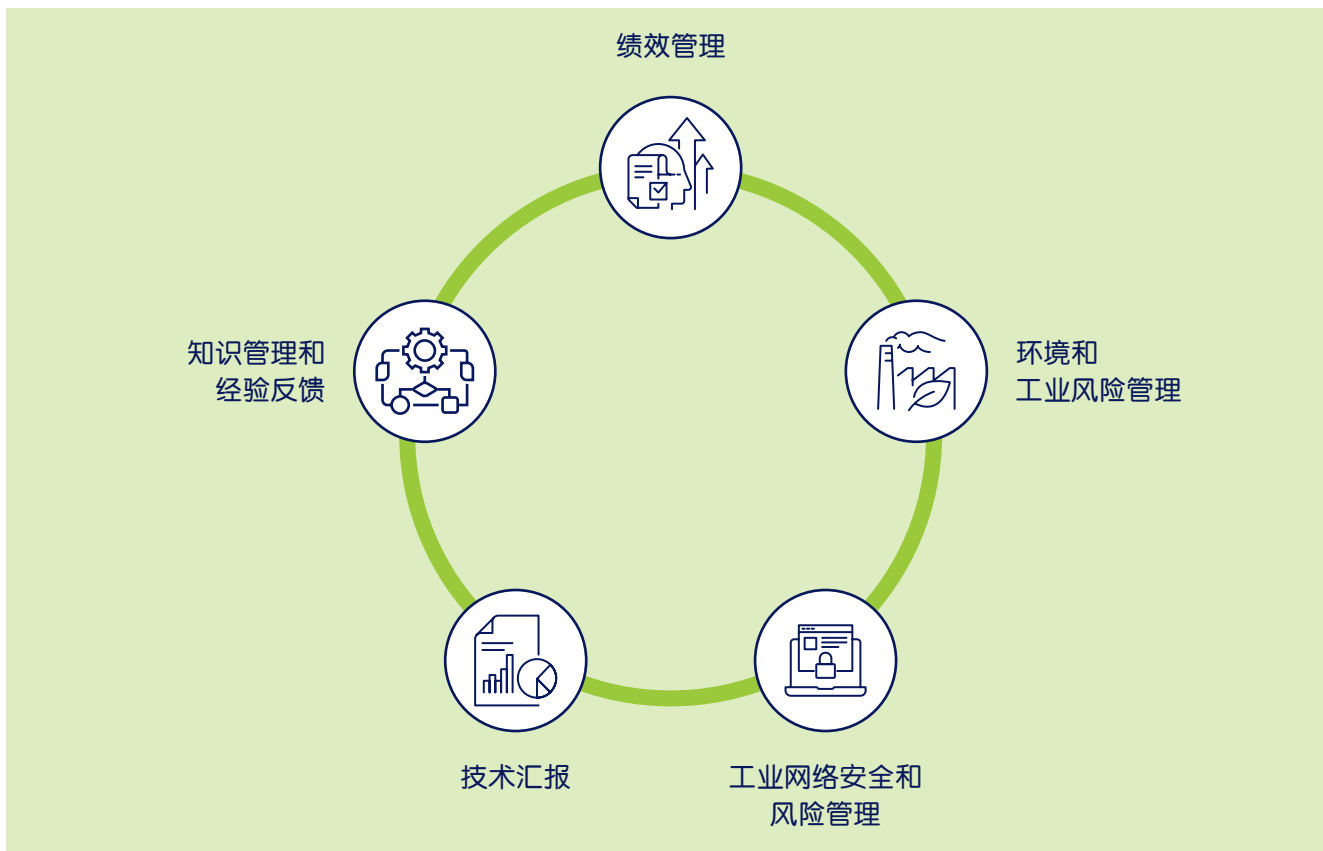 绩效管理
知识管理和
经验反馈
环境和
工业风险管理
技术汇报
工业网络安全和
风险管理